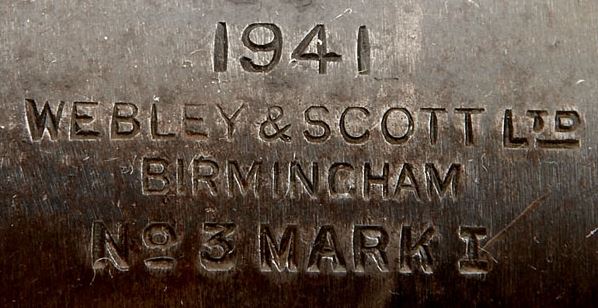 1941
WEBLEY & SCOTT LTD
BIRMINGHAM
No 3 MARK I